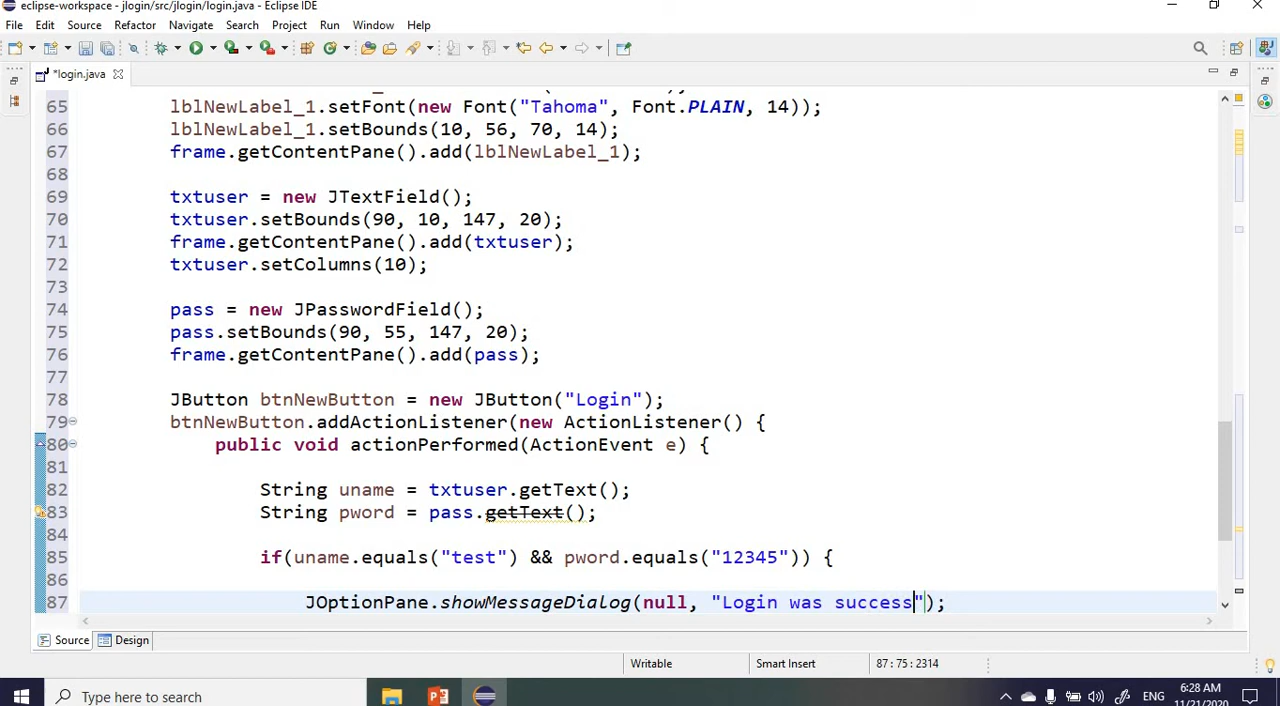 eclipse-workspace - jlogin/src/jlogin/login.java - Eclipse IDE
File Edit Source Refactor Navigate Search Project Run Window Help
*login.java
65 lblNewLabel_1.setFont(new Font("Tahoma", Font.PLAIN, 14));
66 lblNewLabel_1.setBounds(10, 56, 70, 14);
67 frame.getContentPane().add(lblNewLabel_1);
68
69 txtuser = new JTextField();
70 txtuser.setBounds(90, 10, 147, 20);
71 frame.getContentPane().add(txtuser);
72 txtuser.setColumns(10);
73
74 pass = new JPasswordField();
75 pass.setBounds(90, 55, 147, 20);
76 frame.getContentPane().add(pass);
77
78 JButton btnNewButton = new JButton("Login");
79 btnNewButton.addActionListener(new ActionListener() {
80 public void actionPerformed(ActionEvent e) {
81
82 String uname = txtuser.getText();
83 String pword = pass.getText();
84
85 if(uname.equals("test") && pword.equals("12345")) {
86
87 JOptionPane.showMessageDialog(null, "Login was success");
Source Design
Writable Smart Insert 87 : 75 : 2314
Type here to search ENG 6:28 AM
11/21/2020